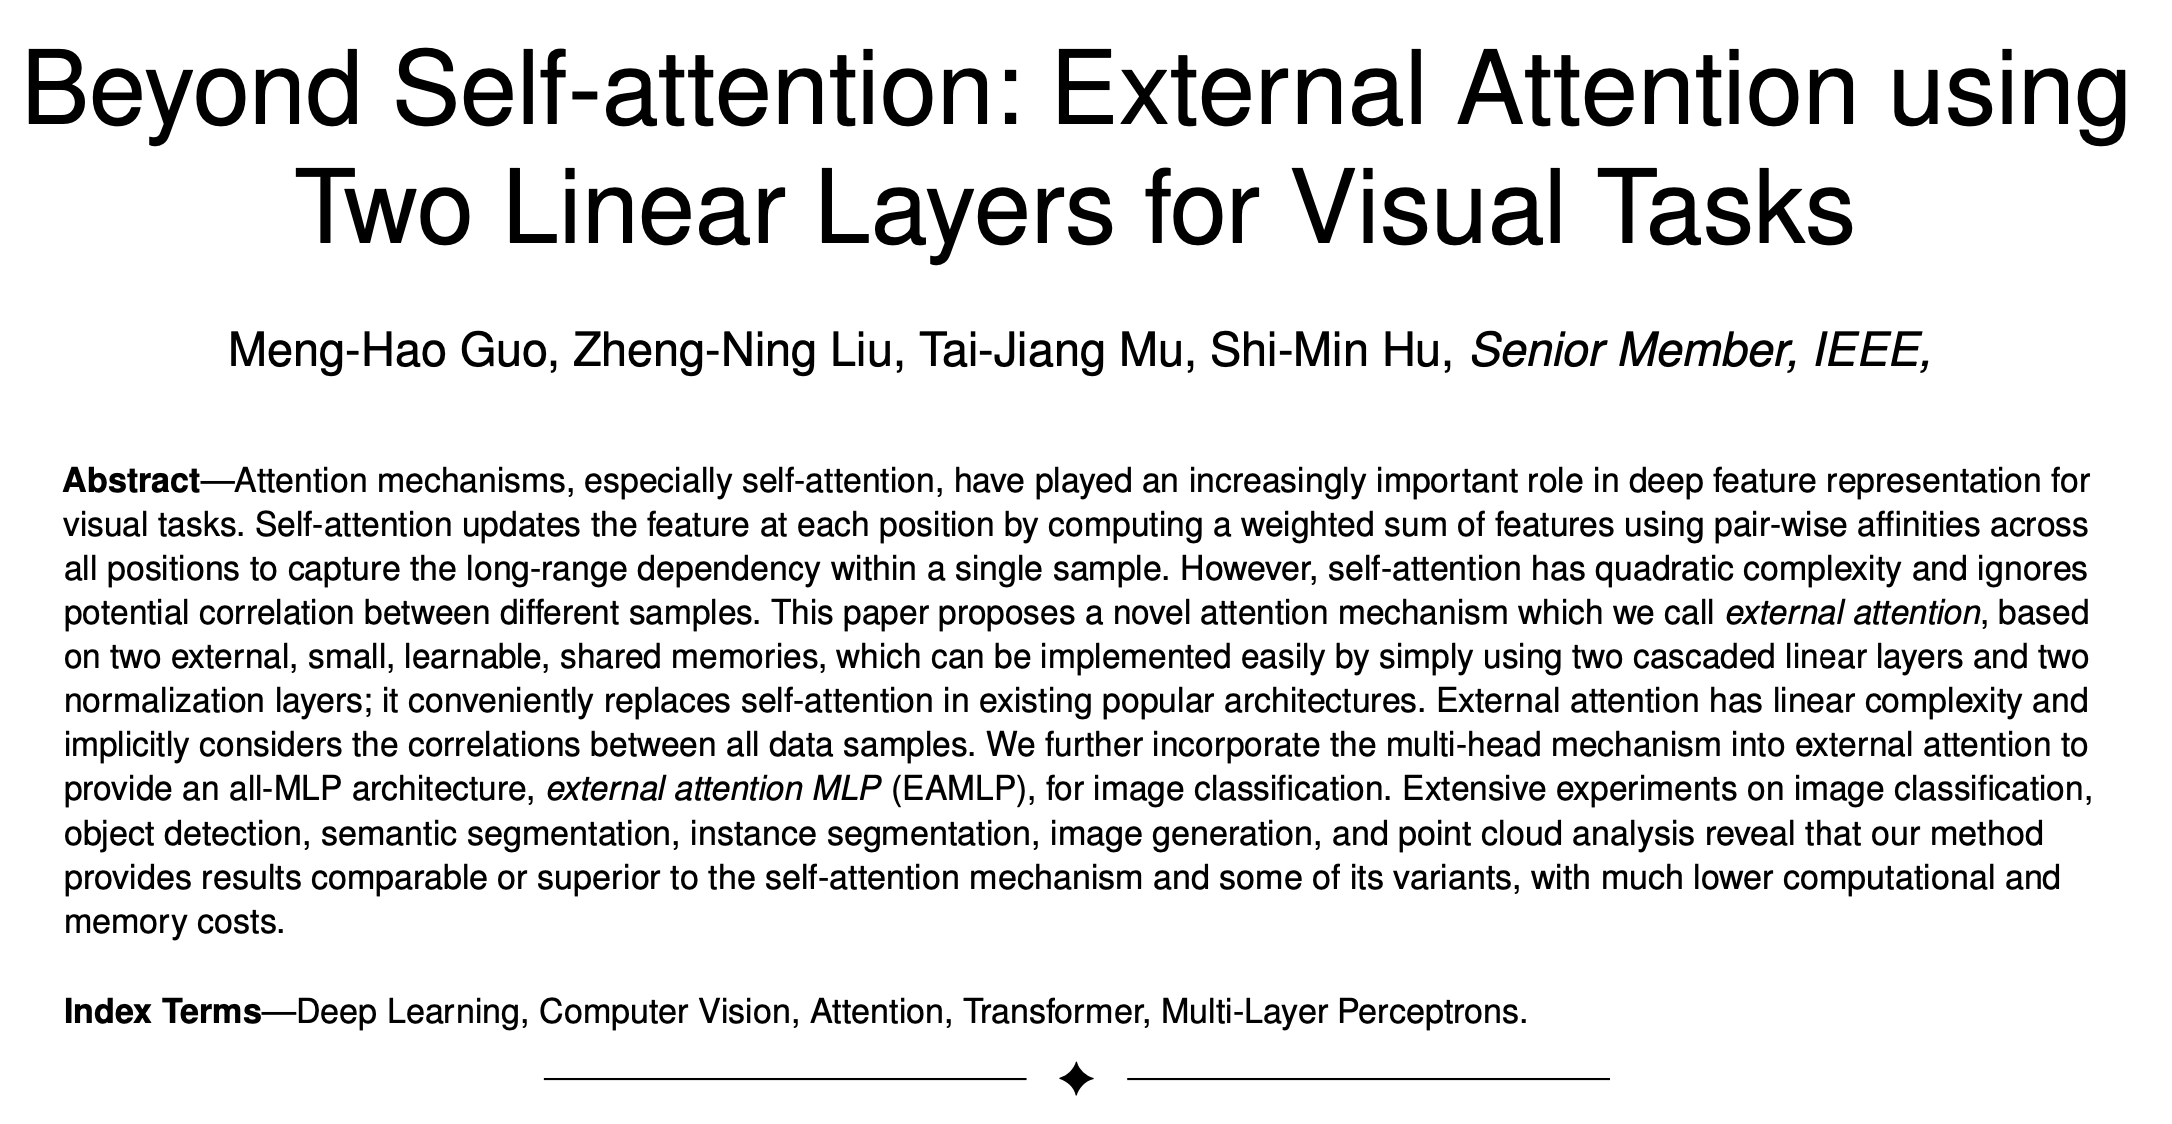 Beyond Self-attention: External Attention using
Two Linear Layers for Visual Tasks
Meng-Hao Guo, Zheng-Ning Liu, Tai-Jiang Mu, Shi-Min Hu, Senior Member, IEEE,
Abstract—Attention mechanisms, especially self-attention, have played an increasingly important role in deep feature representation for
visual tasks. Self-attention updates the feature at each position by computing a weighted sum of features using pair-wise affinities across
all positions to capture the long-range dependency within a single sample. However, self-attention has quadratic complexity and ignores
potential correlation between different samples. This paper proposes a novel attention mechanism which we call external attention, based
on two external, small, learnable, shared memories, which can be implemented easily by simply using two cascaded linear layers and two
normalization layers; it conveniently replaces self-attention in existing popular architectures. External attention has linear complexity and
implicitly considers the correlations between all data samples. We further incorporate the multi-head mechanism into external attention to
provide an all-MLP architecture, external attention MLP (EAMLP), for image classification. Extensive experiments on image classification,
object detection, semantic segmentation, instance segmentation, image generation, and point cloud analysis reveal that our method
provides results comparable or superior to the self-attention mechanism and some of its variants, with much lower computational and
memory costs.
Index Terms—Deep Learning, Computer Vision, Attention, Transformer, Multi-Layer Perceptrons.